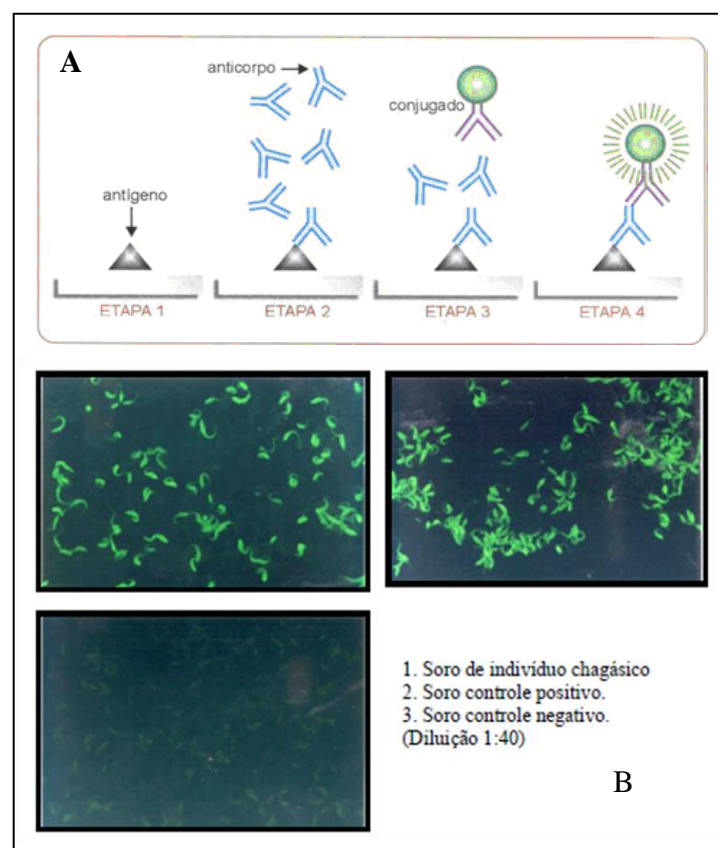 A
anticorpo
conjugado
antígeno
ETAPA 1
ETAPA 2
ETAPA 3
ETAPA 4
1. Soro de indivíduo chagásico
2. Soro controle positivo.
3. Soro controle negativo.
(Diluição 1:40)
B